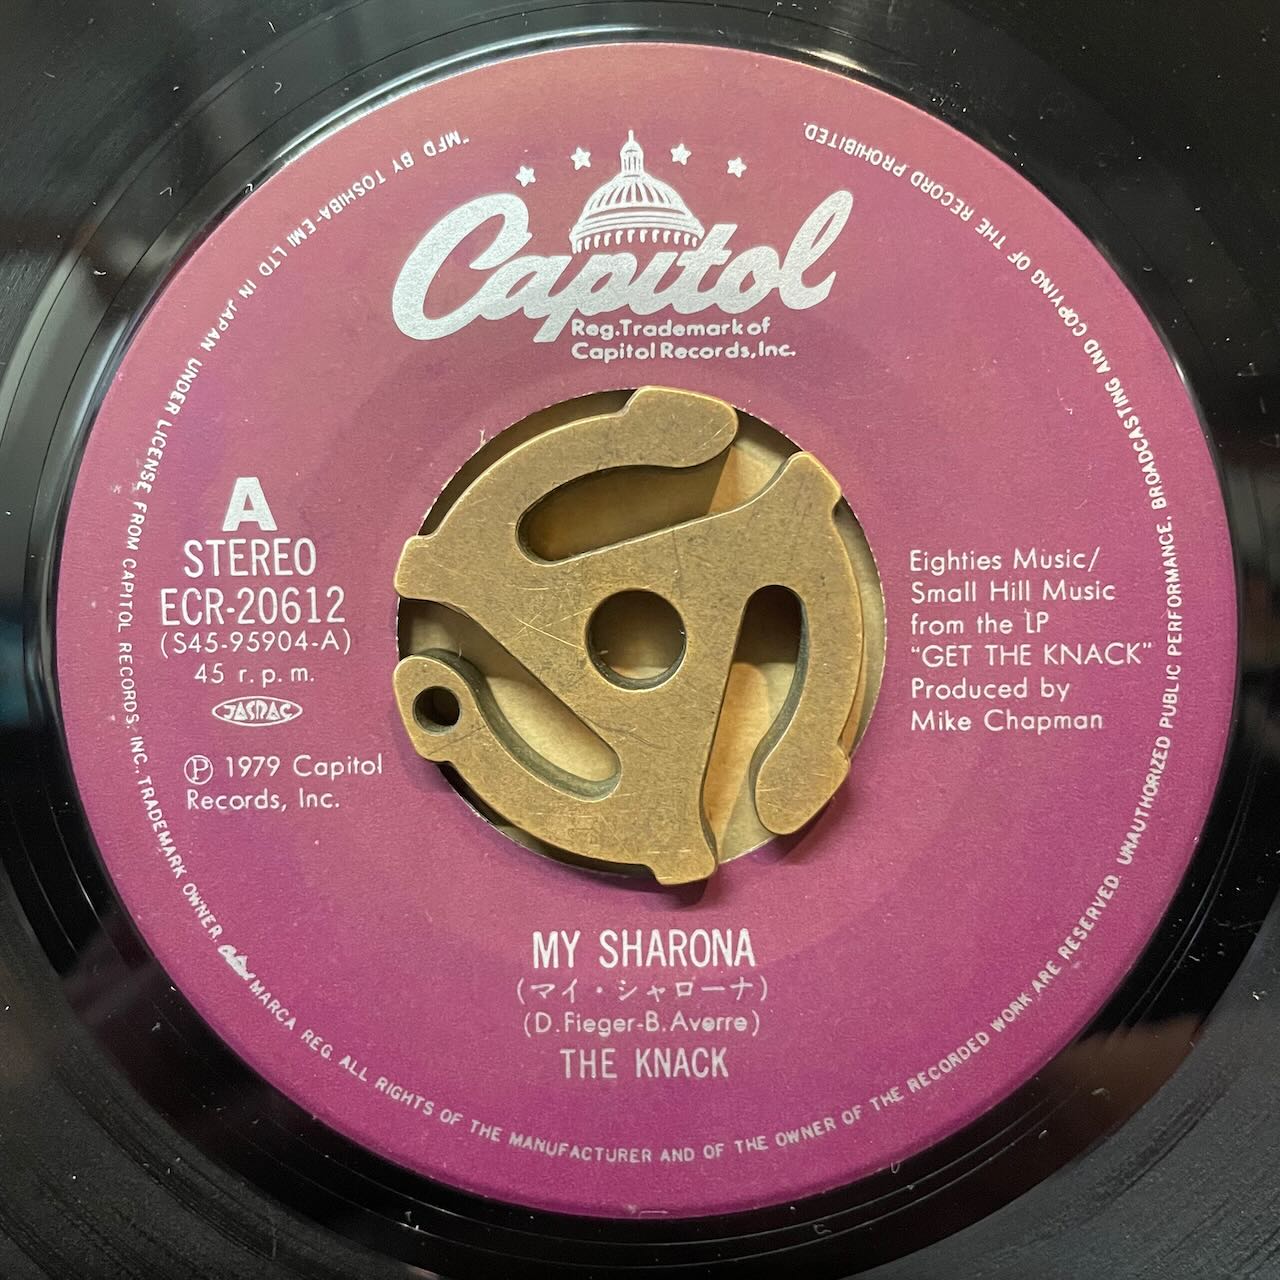 "MFD BY TOSHIBA-EMI LTD IN JAPAN UNDER LICENSE FROM CAPITOL RECORDS, INC., TRADEMARK OWNER. Capitol MARCA REG. ALL RIGHTS OF THE MANUFACTURER AND OF THE OWNER OF THE RECORDED WORK ARE RESERVED. UNAUTHORIZED PUBLIC PERFORMANCE, BROADCASTING AND COPYING OF THE RECORD PROHIBITED.
Capitol
Reg.Trademark of
Capitol Records,Inc.
A
STEREO
ECR-20612
(S45-95904-A)
45 r.p.m.
JASRAC
Ⓟ 1979 Capitol
Records, Inc.
Eighties Music/
Small Hill Music
from the LP
"GET THE KNACK"
Produced by
Mike Chapman
MY SHARONA
(マイ・シャローナ)
(D.Fieger-B.Averre)
THE KNACK